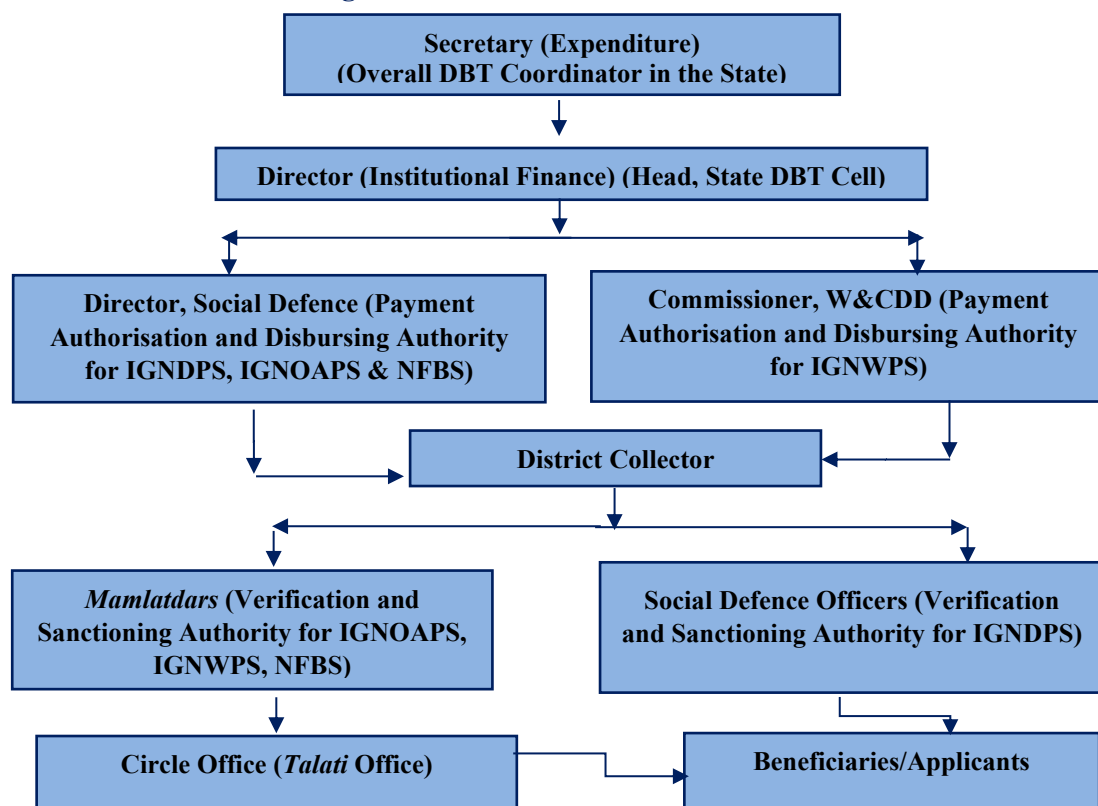 Secretary (Expenditure)
(Overall DBT Coordinator in the State)
Director (Institutional Finance) (Head, State DBT Cell)
Director, Social Defence (Payment
Authorisation and Disbursing Authority
for IGNDPS, IGNOAPS & NFBS)
Commissioner, W&CDD (Payment
Authorisation and Disbursing Authority
for IGNWPS)
District Collector
Mamlatdars (Verification and
Sanctioning Authority for IGNOAPS,
IGNWPS, NFBS)
Social Defence Officers (Verification
and Sanctioning Authority for IGNDPS)
Circle Office (Talati Office)
Beneficiaries/Applicants